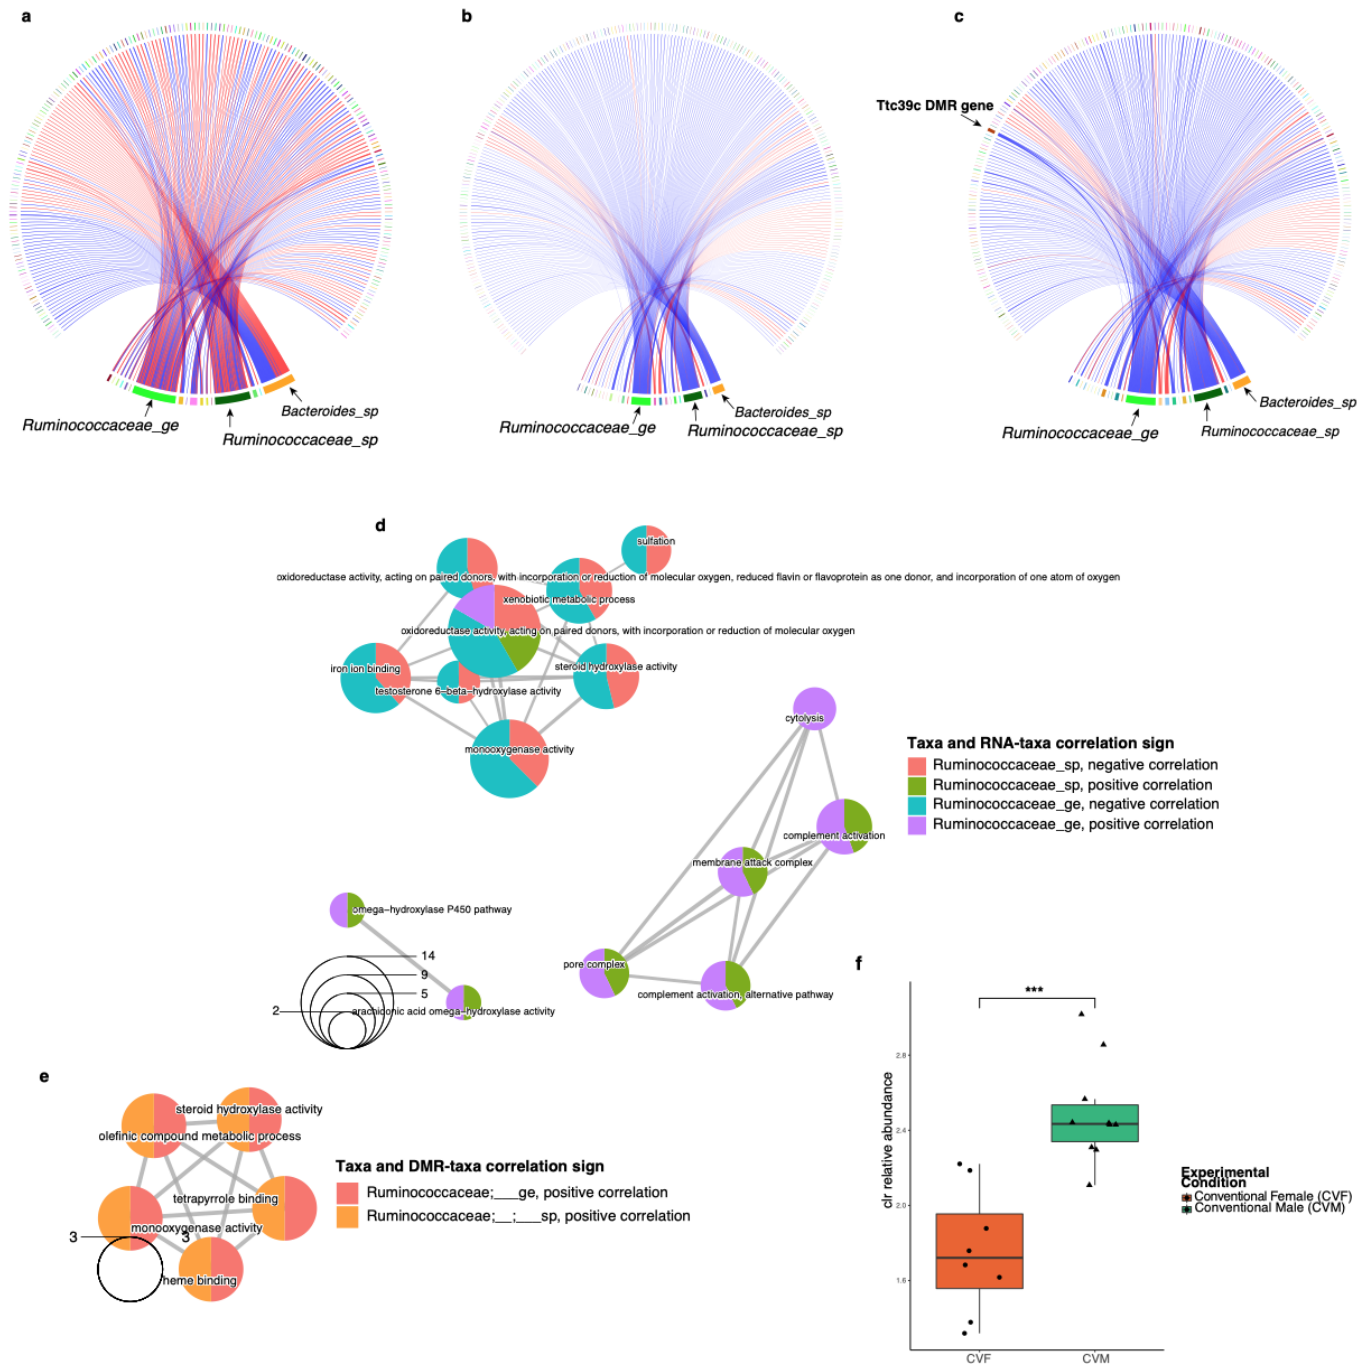 a
b
c
Ttc39c DMR gene
Ruminococcaceae_ge
Bacteroides_sp
Ruminococcaceae_sp
Ruminococcaceae_ge
Bacteroides_sp
Ruminococcaceae_sp
Ruminococcaceae_ge
Bacteroides_sp
Ruminococcaceae_sp
d
sulfation
oxidoreductase activity, acting on paired donors, with incorporation or reduction of molecular oxygen, reduced flavin or flavoprotein as one donor, and incorporation of one atom of oxygen
xenobiotic metabolic process
oxidoreductase activity, acting on paired donors, with incorporation or reduction of molecular oxygen
iron ion binding
steroid hydroxylase activity
testosterone 6−beta−hydroxylase activity
monooxygenase activity
cytolysis
complement activation
membrane attack complex
pore complex
complement activation, alternative pathway
omega−hydroxylase P450 pathway
arachidonic acid omega−hydroxylase activity
14
9
5
2
Taxa and RNA-taxa correlation sign
Ruminococcaceae_sp, negative correlation
Ruminococcaceae_sp, positive correlation
Ruminococcaceae_ge, negative correlation
Ruminococcaceae_ge, positive correlation
e
steroid hydroxylase activity
olefinic compound metabolic process
tetrapyrrole binding
monooxygenase activity
3
3
heme binding
Taxa and DMR-taxa correlation sign
Ruminococcaceae;___ge, positive correlation
Ruminococcaceae;__;___sp, positive correlation
f
***
clr relative abundance
2.8
2.4
2.0
1.6
CVF
CVM
Experimental
Condition
Conventional Female (CVF)
Conventional Male (CVM)